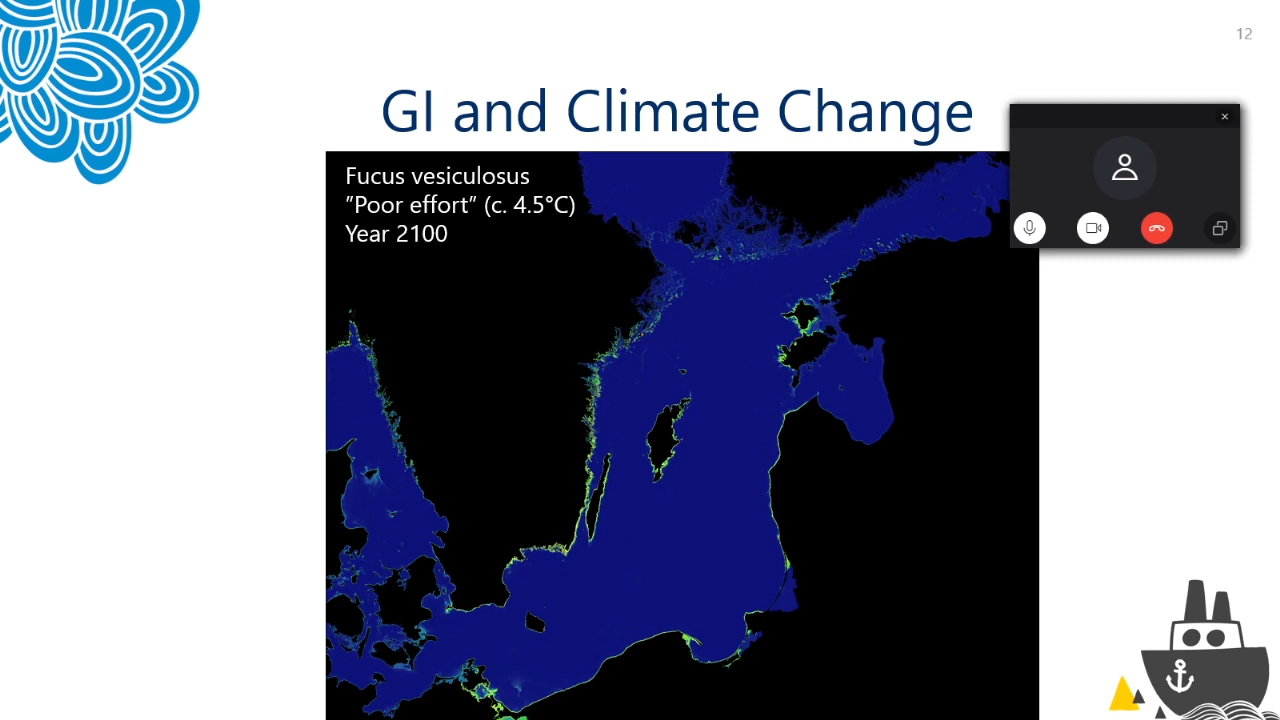 12
GI and Climate Change
Fucus vesiculosus
"Poor effort" (c. 4.5°C)
Year 2100